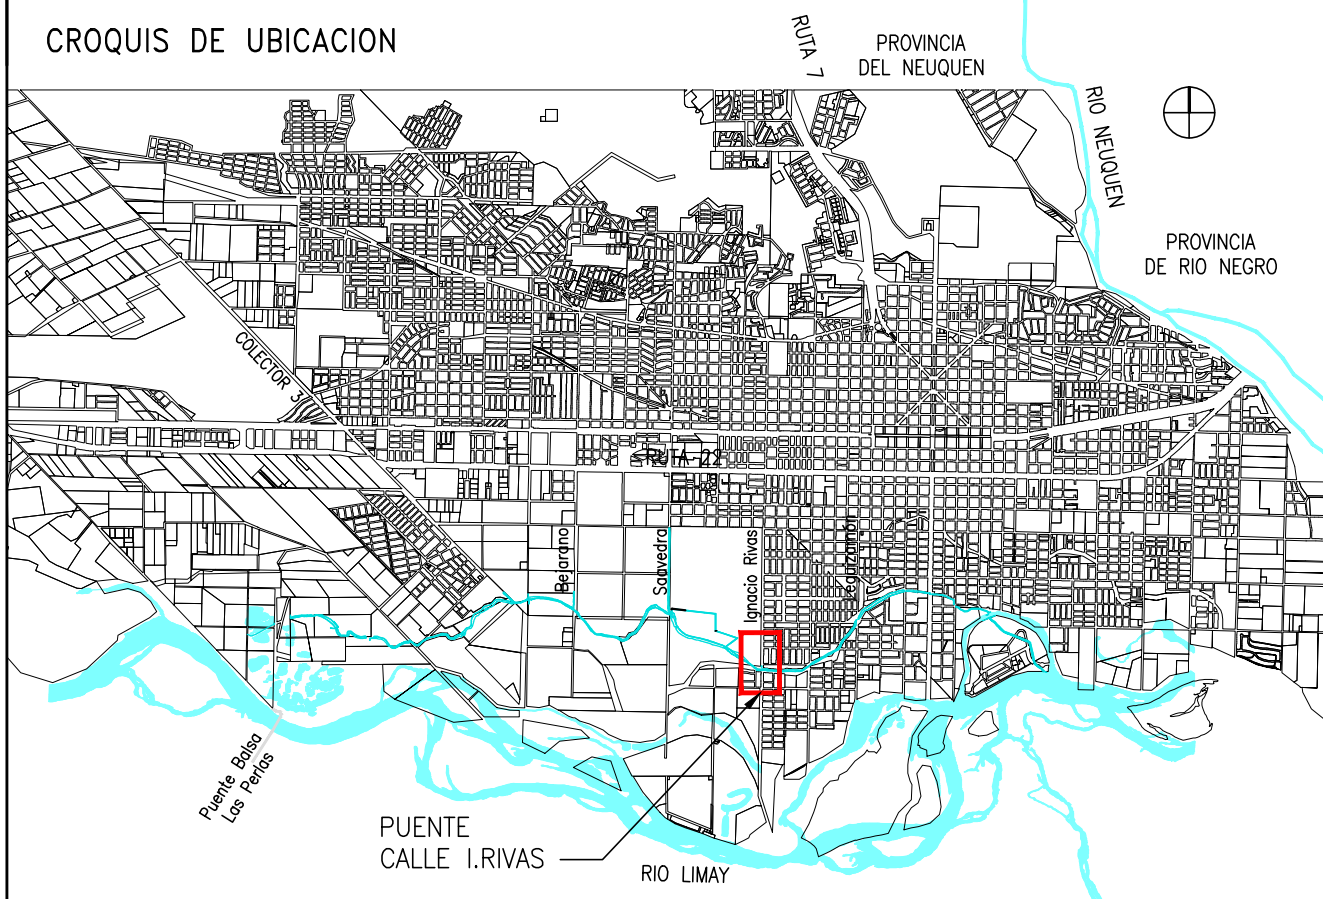 CROQUIS DE UBICACION
RUTA 7
PROVINCIA
DEL NEUQUEN
RIO NEUQUEN
PROVINCIA
DE RIO NEGRO
COLECTOR 3
RUTA 22
Bejarano
Saavedra
Ignacio Rivas
Leguizamón
Puente Balsa
Las Perlas
PUENTE
CALLE I.RIVAS
RIO LIMAY